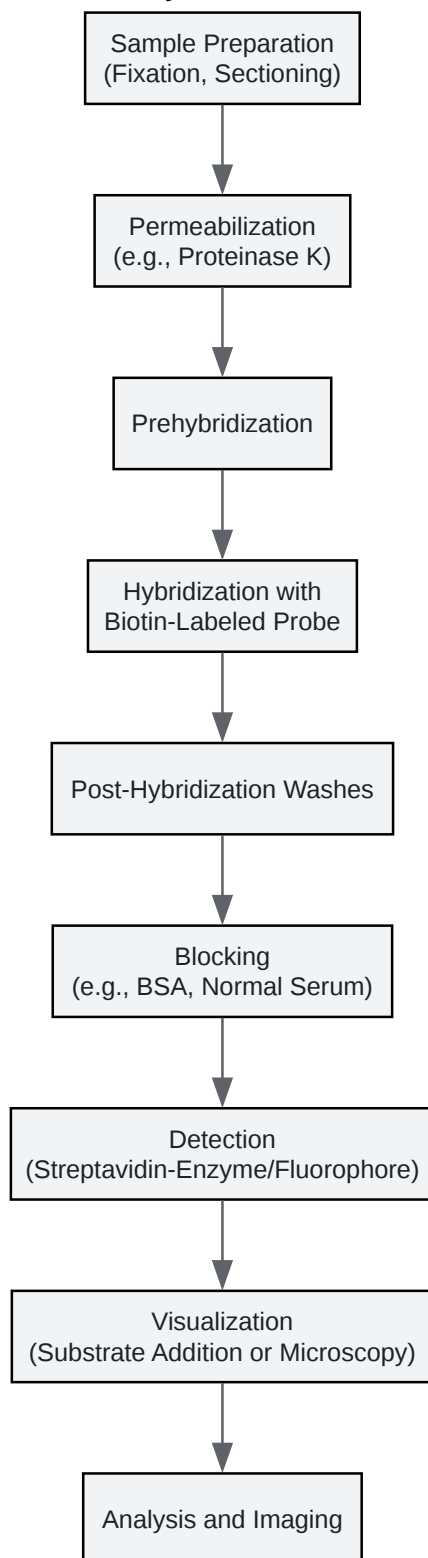 Sample Preparation
(Fixation, Sectioning)
Permeabilization
(e.g., Proteinase K)
Prehybridization
Hybridization with
Biotin-Labeled Probe
Post-Hybridization Washes
Blocking
(e.g., BSA, Normal Serum)
Detection
(Streptavidin-Enzyme/Fluorophore)
Visualization
(Substrate Addition or Microscopy)
Analysis and Imaging